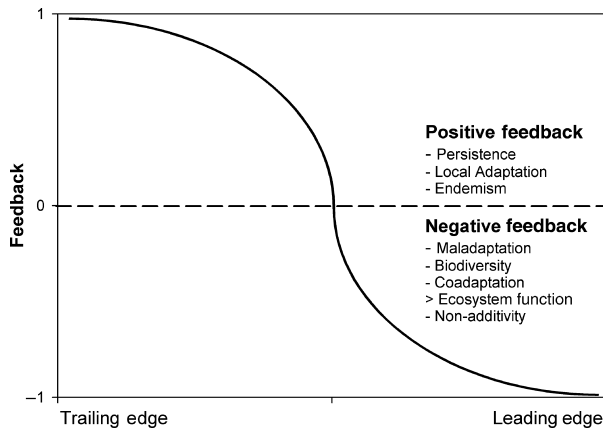 1
Positive feedback
- Persistence
- Local Adaptation
- Endemism
Feedback
0
Negative feedback
- Maladaptation
- Biodiversity
- Coadaptation
> Ecosystem function
- Non-additivity
–1
Trailing edge
Leading edge